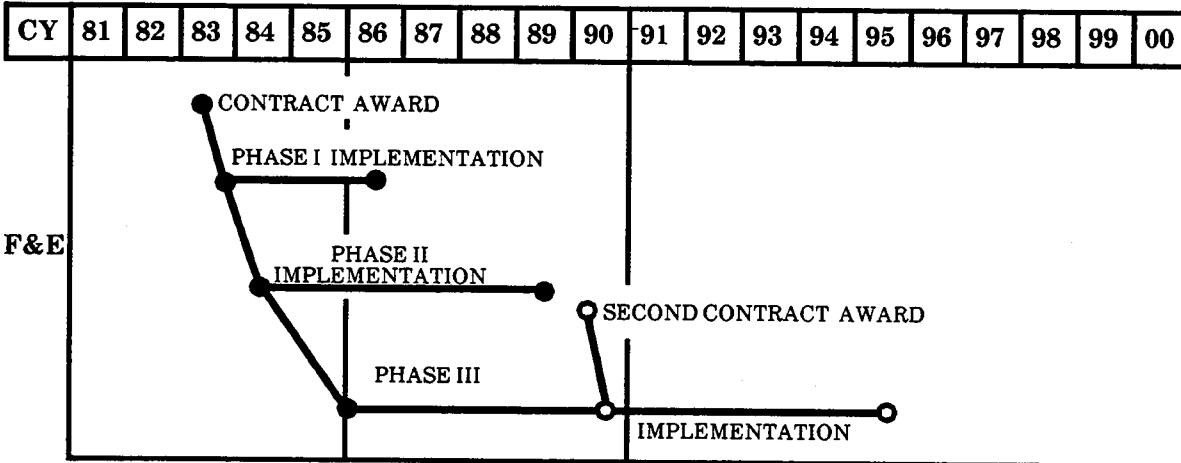 CY 81 82 83 84 85 86 87 88 89 90 91 92 93 94 95 96 97 98 99 00
CONTRACT AWARD
PHASE I IMPLEMENTATION
F&E
PHASE II
IMPLEMENTATION
SECOND CONTRACT AWARD
PHASE III
IMPLEMENTATION